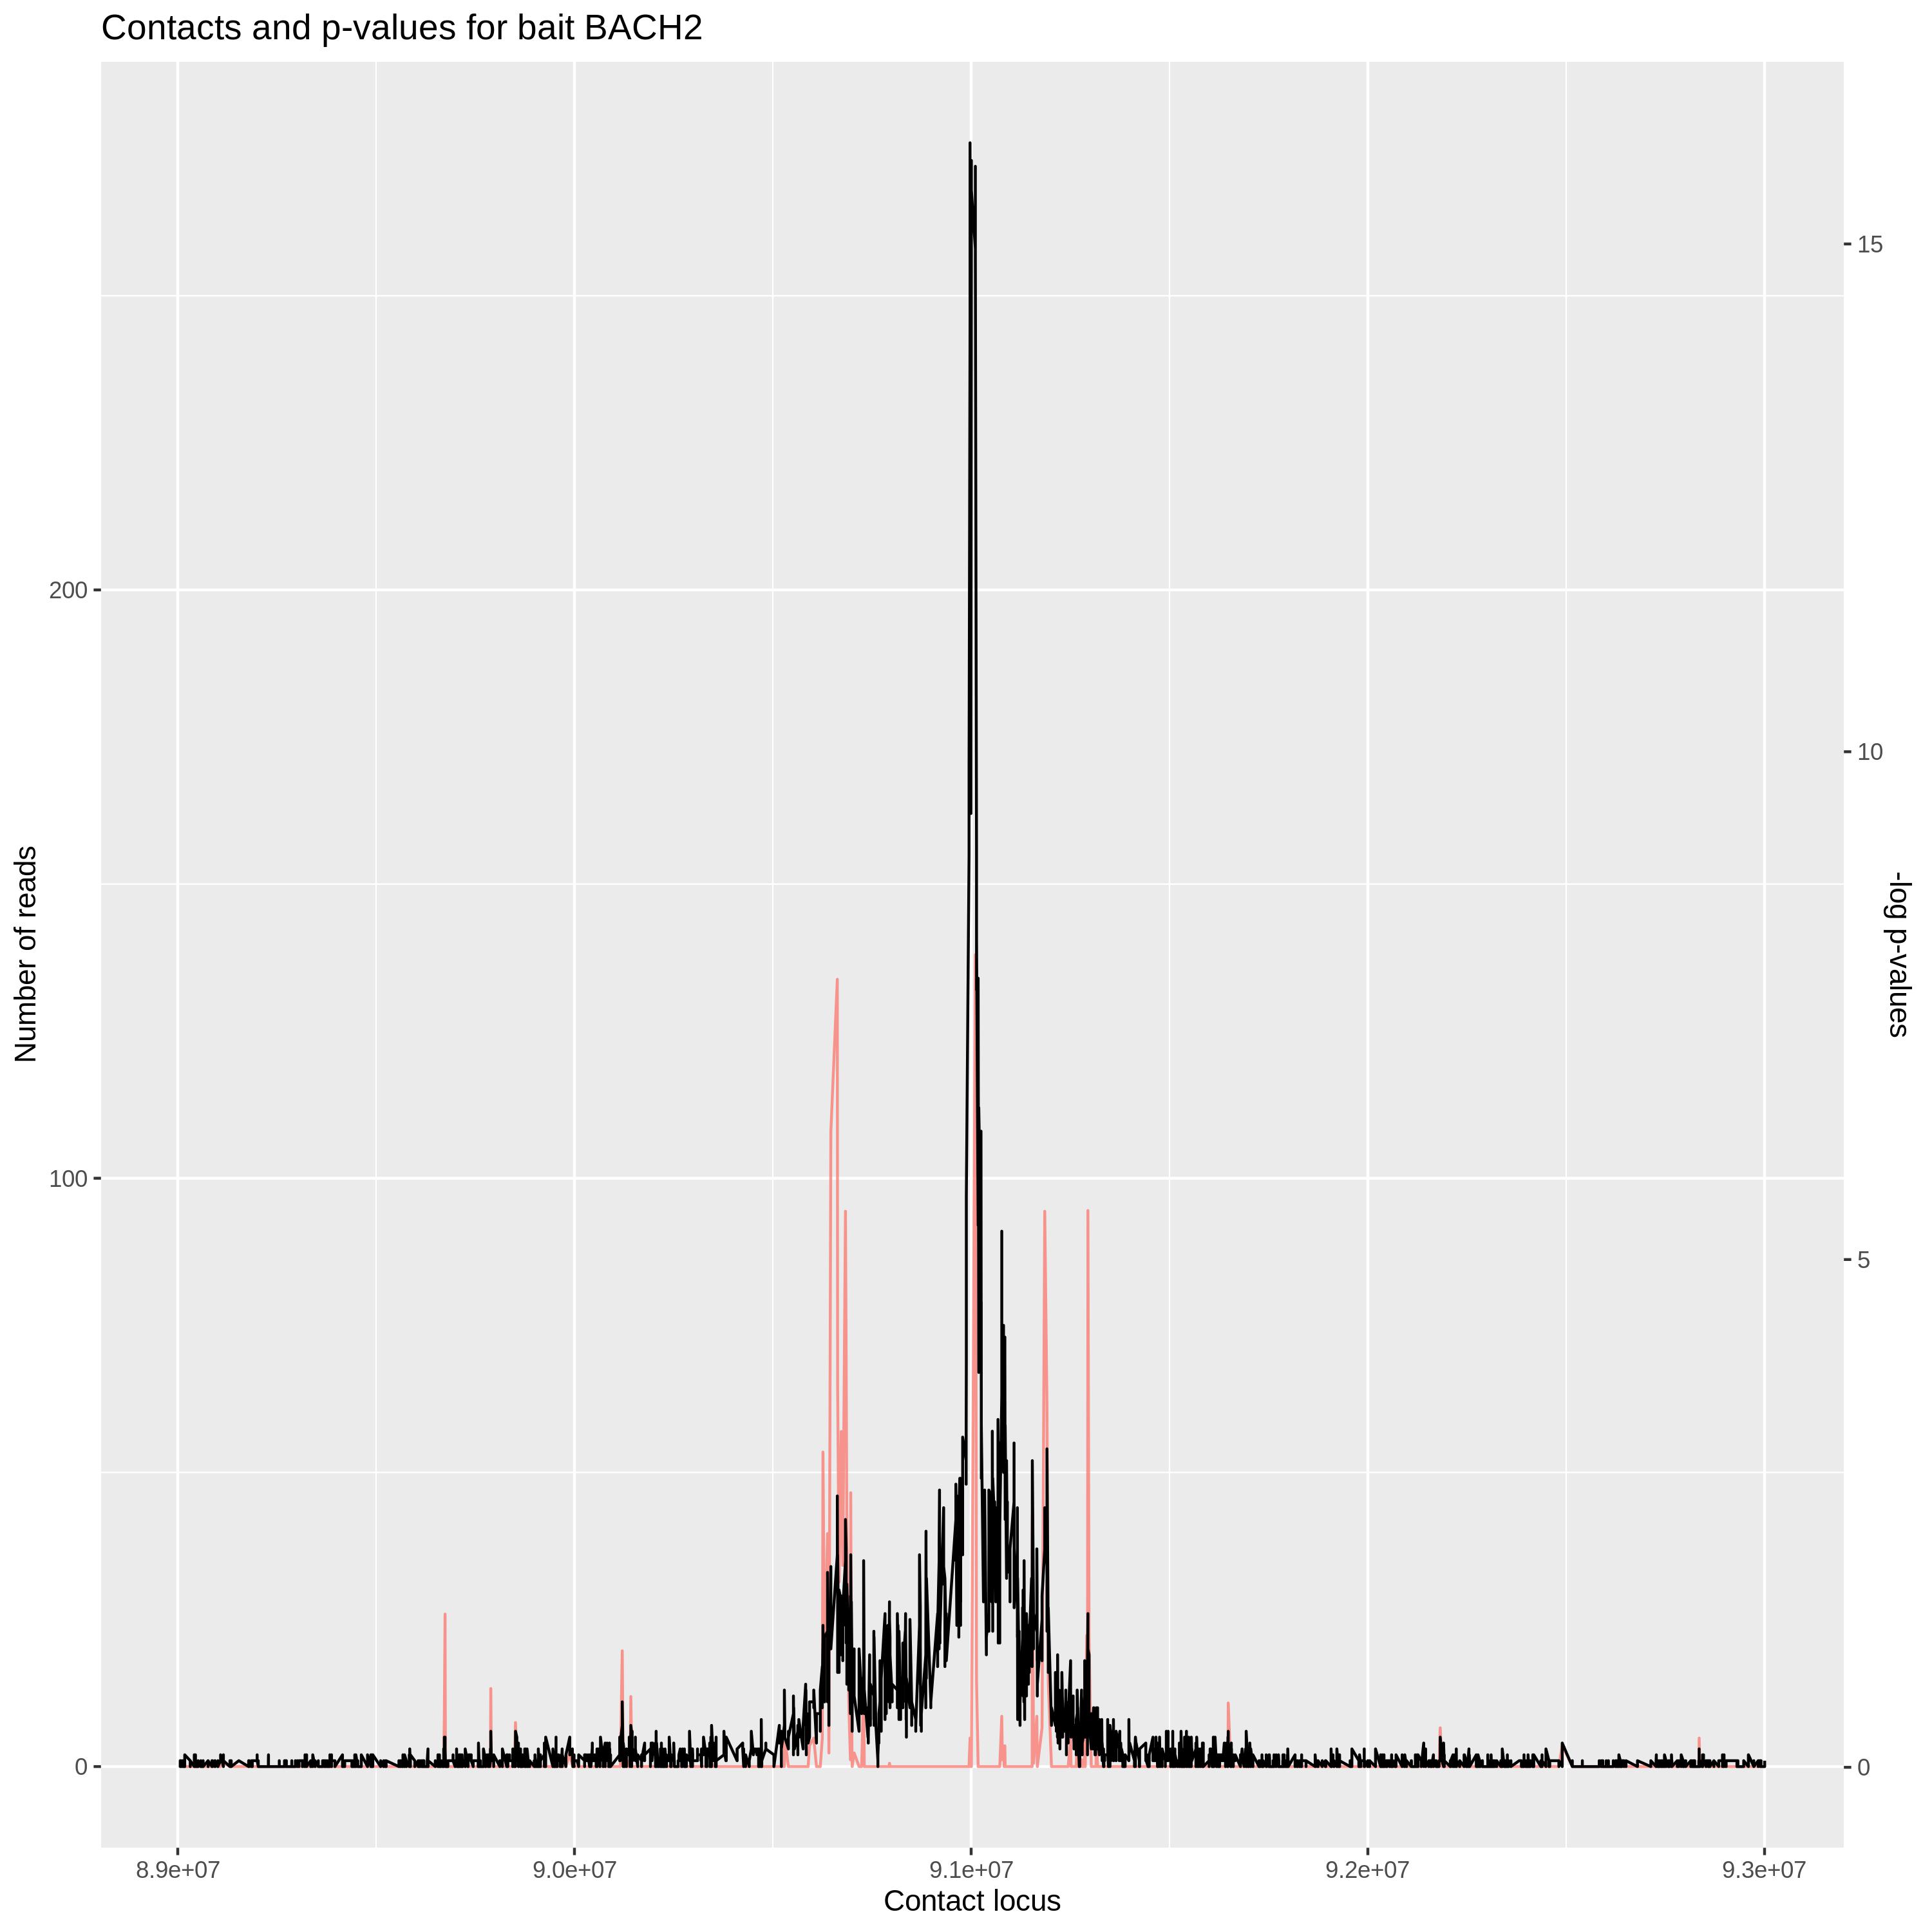 Contacts and p-values for bait BACH2
15
200
10
Number of reads
-log p-values
100
5
0
0
8.9e+07
9.0e+07
9.1e+07
9.2e+07
9.3e+07
Contact locus